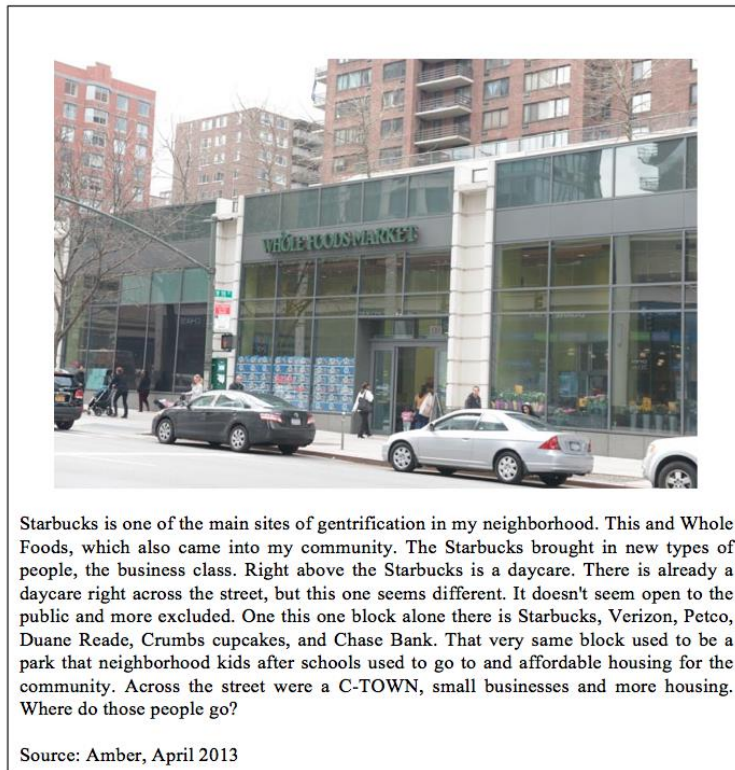 WHOLE FOODS MARKET
Starbucks is one of the main sites of gentrification in my neighborhood. This and Whole
Foods, which also came into my community. The Starbucks brought in new types of
people, the business class. Right above the Starbucks is a daycare. There is already a
daycare right across the street, but this one seems different. It doesn't seem open to the
public and more excluded. One this one block alone there is Starbucks, Verizon, Petco,
Duane Reade, Crumbs cupcakes, and Chase Bank. That very same block used to be a
park that neighborhood kids after schools used to go to and affordable housing for the
community. Across the street were a C-TOWN, small businesses and more housing.
Where do those people go?
Source: Amber, April 2013